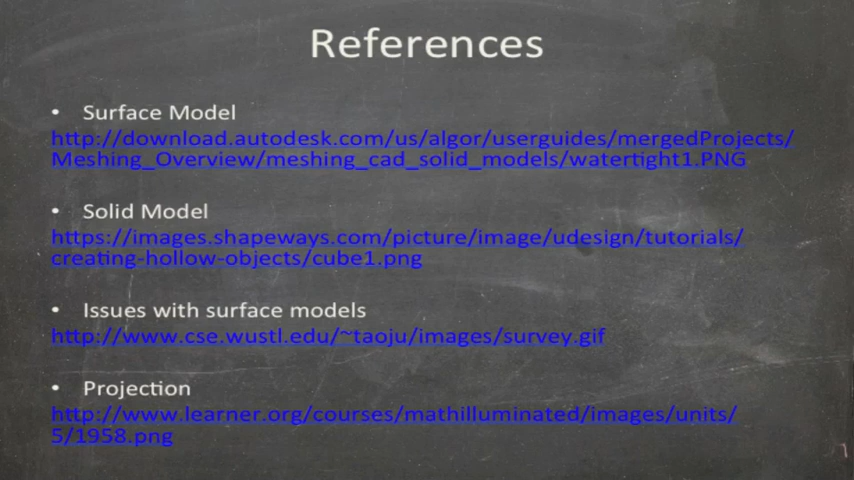 References
• Surface Model
http://download.autodesk.com/us/algor/userguides/mergedProjects/
Meshing_Overview/meshing_cad_solid_models/watertight1.PNG
• Solid Model
https://images.shapeways.com/picture/image/udesign/tutorials/
creating-hollow-objects/cube1.png
• Issues with surface models
http://www.cse.wustl.edu/~taoju/images/survey.gif
• Projection
http://www.learner.org/courses/mathilluminated/images/units/
5/1958.png